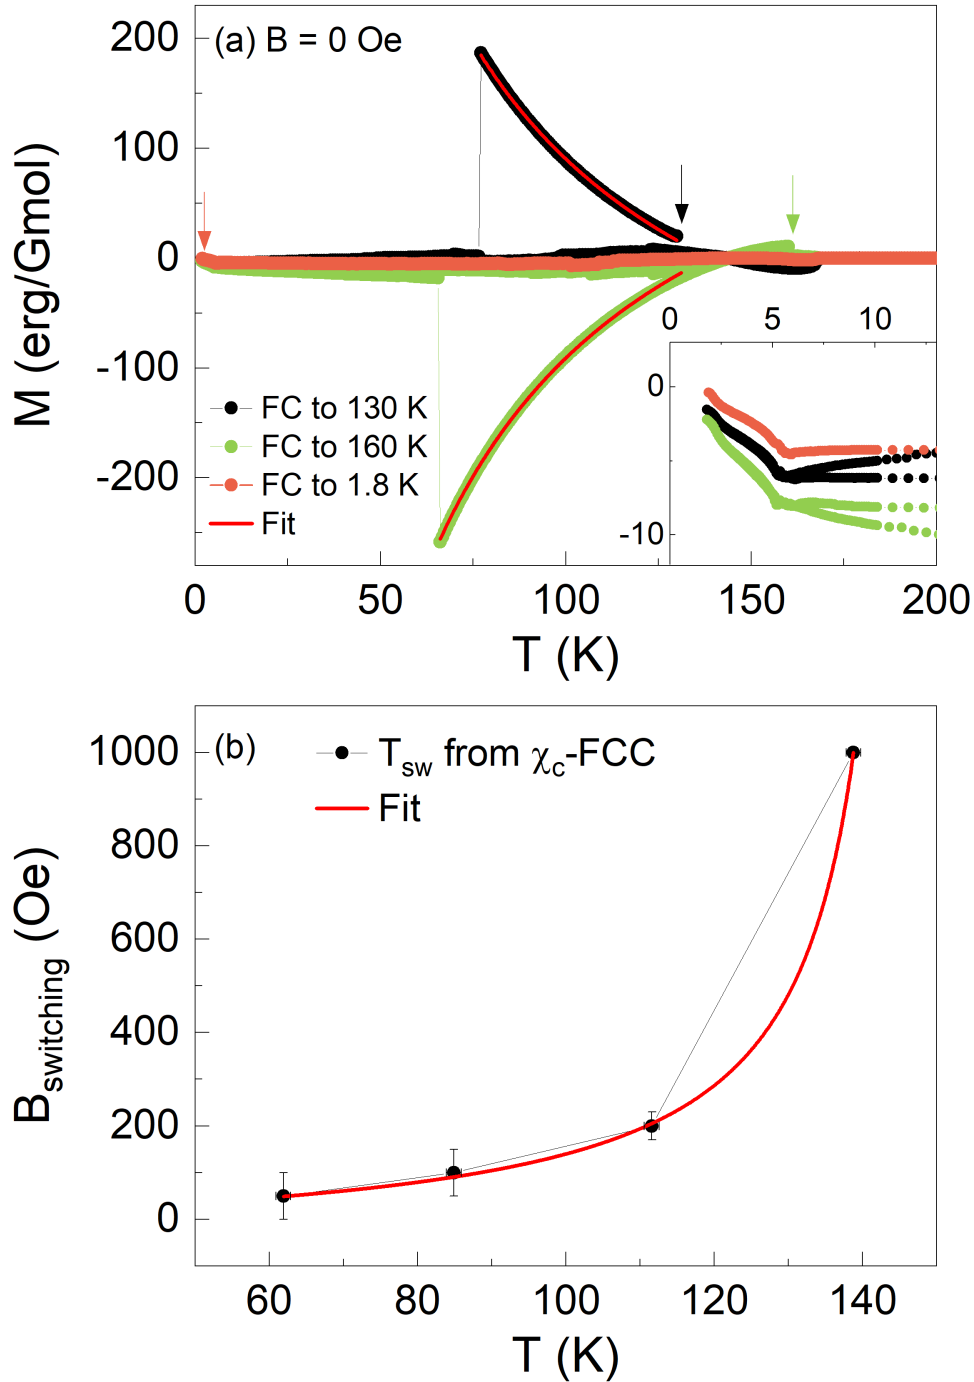 (a) B = 0 Oe
M (erg/Gmol)
200
100
0
-100
-200
FC to 130 K
FC to 160 K
FC to 1.8 K
Fit
0 5 10
0
-10
0 50 100 150 200
T (K)
(b)
T_sw from χ_c-FCC
Fit
B_switching (Oe)
1000
800
600
400
200
0
60 80 100 120 140
T (K)